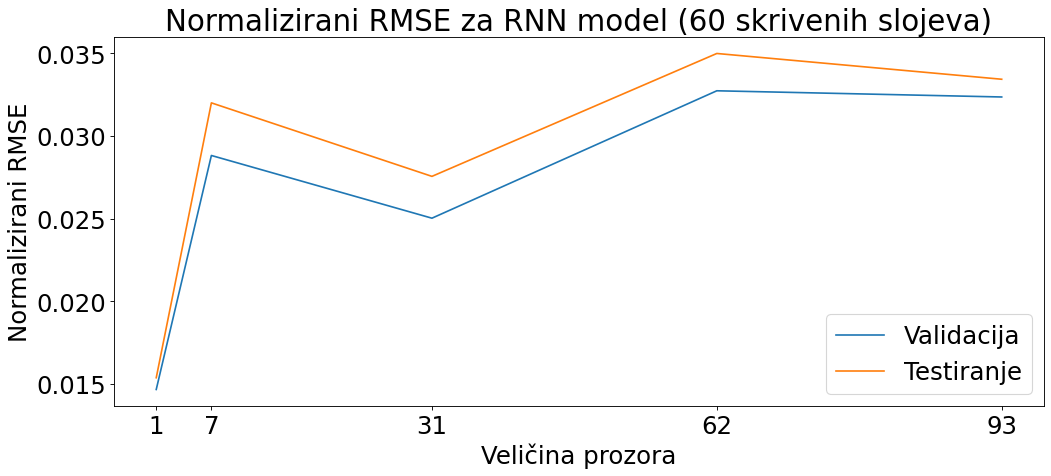 Normalizirani RMSE za RNN model (60 skrivenih slojeva)
Normalizirani RMSE
0.035
0.030
0.025
0.020
0.015
Validacija
Testiranje
1 7 31 62 93
Veličina prozora